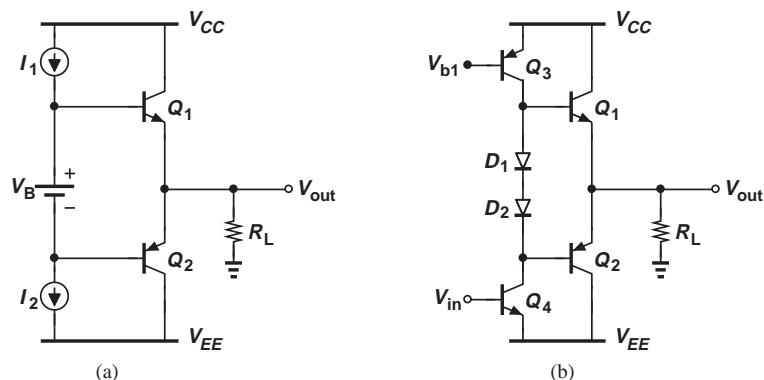 V_CC
I_1
Q_1
V_B
+
−
V_out
R_L
Q_2
I_2
V_EE
(a)
V_CC
V_b1
Q_3
Q_1
D_1
D_2
V_out
R_L
Q_2
V_in
Q_4
V_EE
(b)